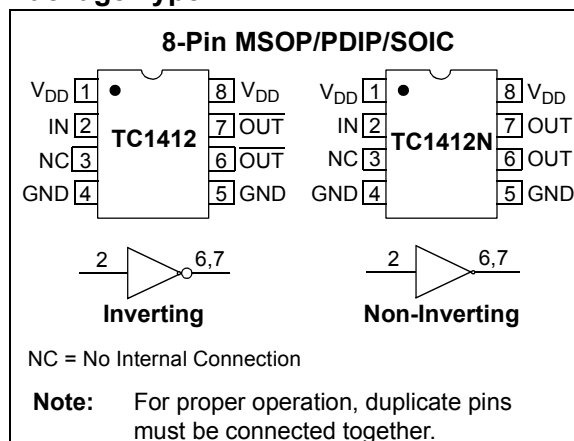 8-Pin MSOP/PDIP/SOIC
VDD 1 8 VDD VDD 1 8 VDD
IN 2 7 OUT IN 2 7 OUT
TC1412 TC1412N
NC 3 6 OUT NC 3 6 OUT
GND 4 5 GND GND 4 5 GND
2 6,7 2 6,7
Inverting Non-Inverting
NC = No Internal Connection
Note: For proper operation, duplicate pins
must be connected together.